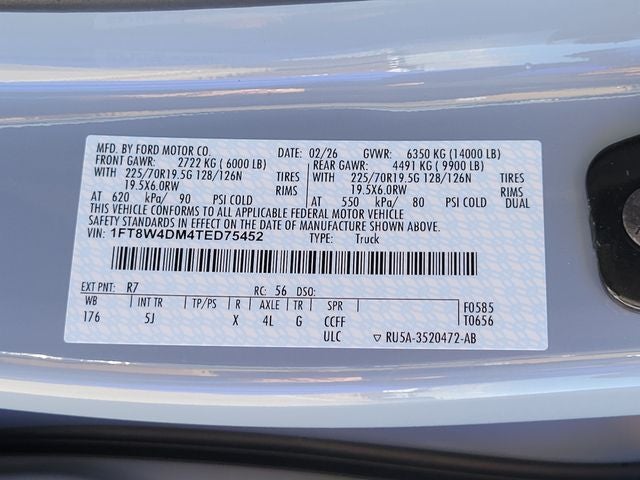 MFD. BY FORD MOTOR CO. DATE: 02/26 GVWR: 6350 KG (14000 LB)
FRONT GAWR: 2722 KG (6000 LB) REAR GAWR: 4491 KG (9900 LB)
225/70R19.5G 128/126N TIRES 225/70R19.5G 128/126N TIRES
19.5X6.0RW RIMS 19.5X6.0RW RIMS
AT 620 kPa/ 90 PSI COLD AT 550 kPa/ 80 PSI COLD DUAL
THIS VEHICLE CONFORMS TO ALL APPLICABLE FEDERAL MOTOR VEHICLE
SAFETY STANDARDS IN EFFECT ON THE DATE OF MANUFACTURE SHOWN ABOVE.
VIN: 1FT8W4DM4TED75452 TYPE: Truck
EXT PNT: R7 RC: 56 DSO:
WB INT TR TP/PS R AXLE TR SPR F0585
176 5J X 4L G CCFF T0656
ULC ▽ RU5A-3520472-AB